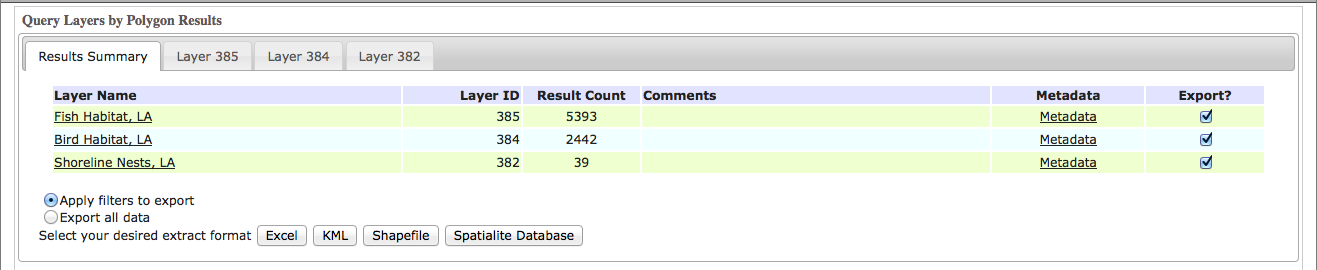 Query Layers by Polygon Results
Results Summary Layer 385 Layer 384 Layer 382
Layer Name Layer ID Result Count Comments Metadata Export?
Fish Habitat, LA 385 5393 Metadata
Bird Habitat, LA 384 2442 Metadata
Shoreline Nests, LA 382 39 Metadata
Apply filters to export
Export all data
Select your desired extract format Excel KML Shapefile Spatialite Database